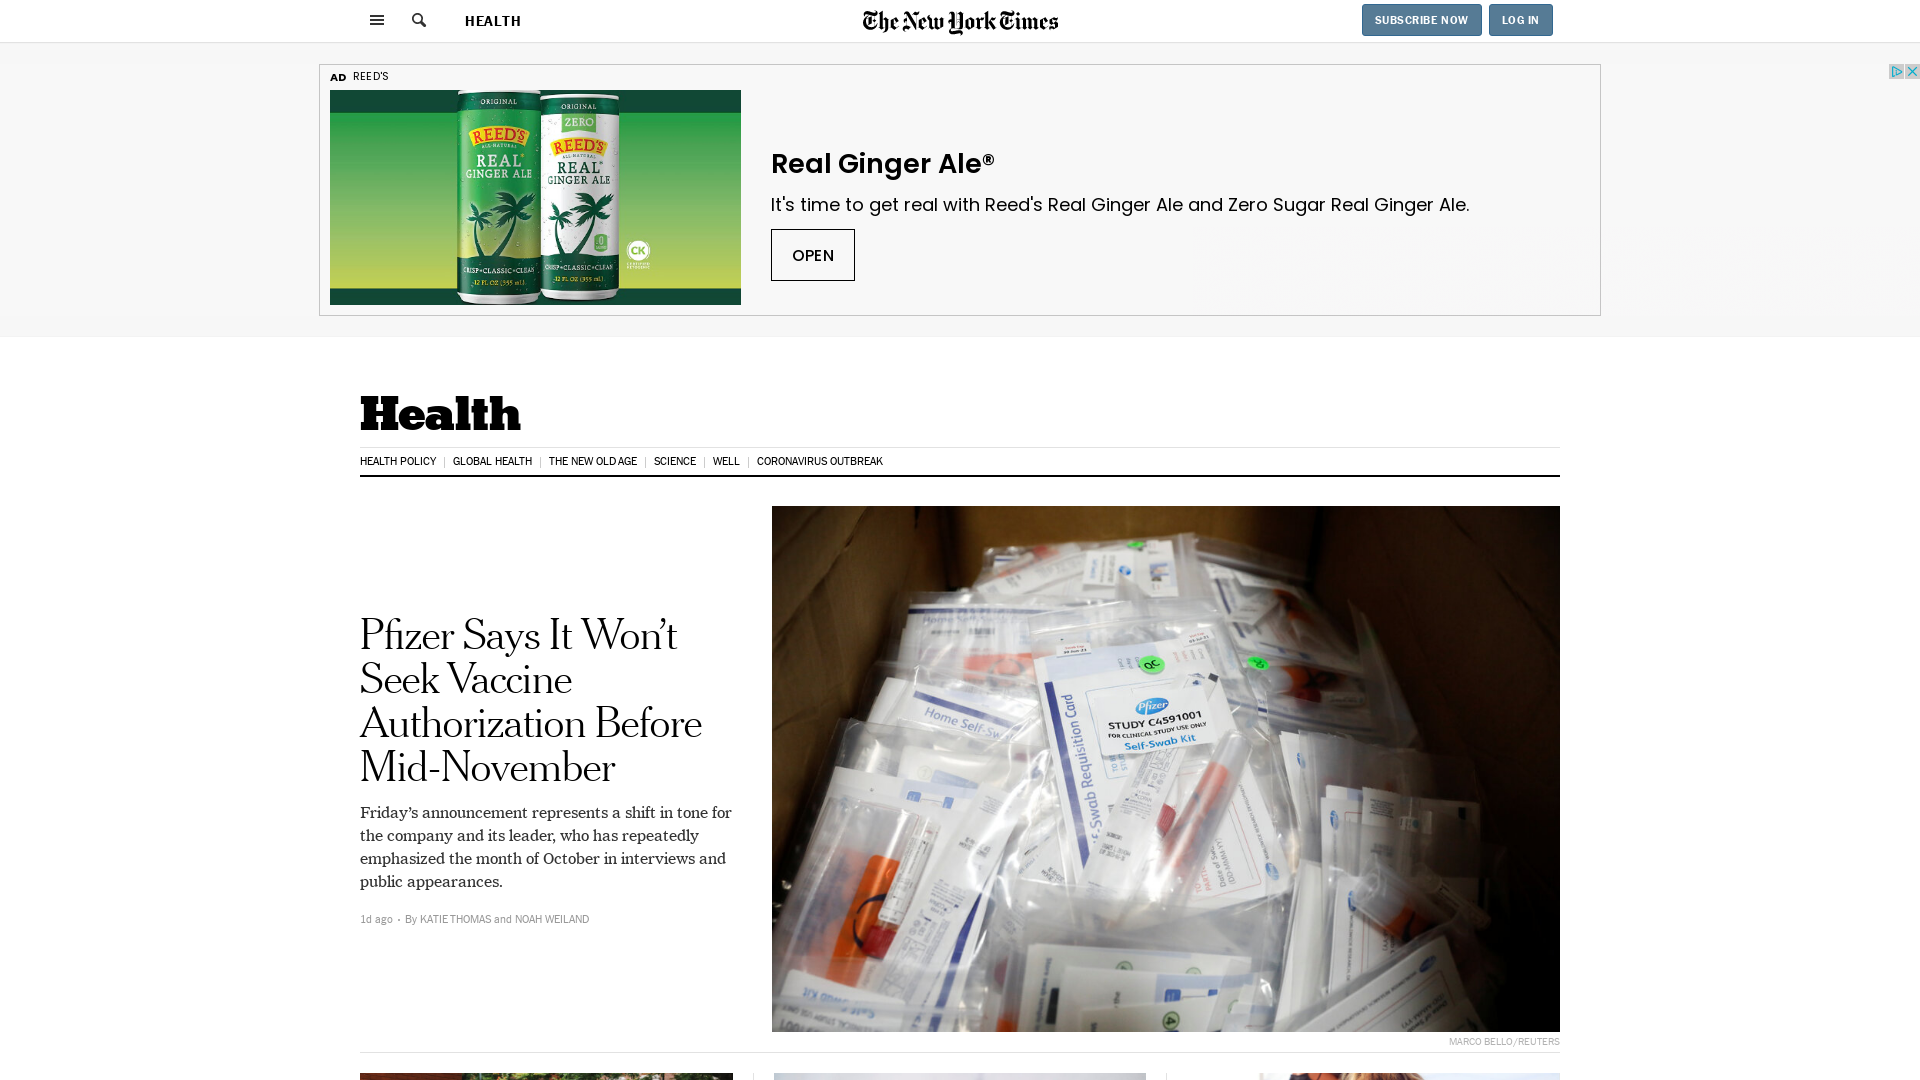 HEALTH
The New York Times
SUBSCRIBE NOW
LOG IN
AD REED'S
ORIGINAL
REED'S
ALL-NATURAL
REAL
GINGER ALE
CRISP•CLASSIC•CLEAN
12 FL OZ (355 mL)
ORIGINAL
ZERO
REED'S
REAL
GINGER ALE
CRISP•CLASSIC•CLEAN
12 FL OZ (355 mL)
CK
Real Ginger Ale®
It's time to get real with Reed's Real Ginger Ale and Zero Sugar Real Ginger Ale.
OPEN
Health
HEALTH POLICY
GLOBAL HEALTH
THE NEW OLD AGE
SCIENCE
WELL
CORONAVIRUS OUTBREAK
Pfizer Says It Won’t
Seek Vaccine
Authorization Before
Mid-November
Friday’s announcement represents a shift in tone for
the company and its leader, who has repeatedly
emphasized the month of October in interviews and
public appearances.
1d ago • By KATIE THOMAS and NOAH WEILAND
QC
Pfizer
STUDY C4591001
FOR CLINICAL STUDY USE ONLY
Self-Swab Kit
Swab Requisition Card
Home Self-Sw
MARCO BELLO/REUTERS